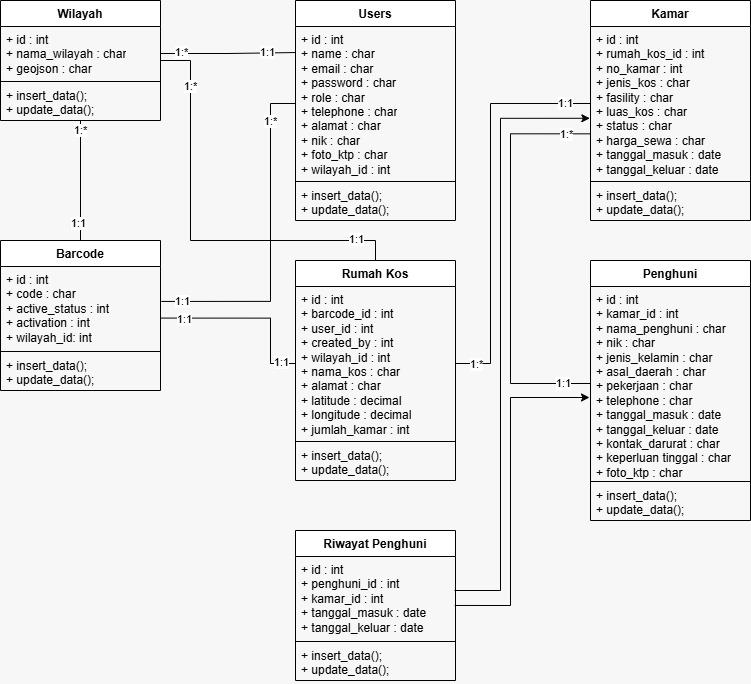 Wilayah
+ id : int
+ nama_wilayah : char
+ geojson : char
+ insert_data();
+ update_data();
1:*
1:1
1:*
1:*
1:1
Users
+ id : int
+ name : char
+ email : char
+ password : char
+ role : char
+ telephone : char
+ alamat : char
+ nik : char
+ foto_ktp : char
+ wilayah_id : int
+ insert_data();
+ update_data();
1:*
Kamar
+ id : int
+ rumah_kos_id : int
+ no_kamar : int
+ jenis_kos : char
+ fasility : char
+ luas_kos : char
+ status : char
+ harga_sewa : char
+ tanggal_masuk : date
+ tanggal_keluar : date
+ insert_data();
+ update_data();
1:1
1:*
Barcode
+ id : int
+ code : char
+ active_status : int
+ activation : int
+ wilayah_id: int
+ insert_data();
+ update_data();
1:1
1:1
1:1
1:1
Rumah Kos
+ id : int
+ barcode_id : int
+ user_id : int
+ created_by : int
+ wilayah_id : int
+ nama_kos : char
+ alamat : char
+ latitude : decimal
+ longitude : decimal
+ jumlah_kamar : int
+ insert_data();
+ update_data();
1:*
1:1
Penghuni
+ id : int
+ kamar_id : int
+ nama_penghuni : char
+ nik : char
+ jenis_kelamin : char
+ asal_daerah : char
+ pekerjaan : char
+ telephone : char
+ tanggal_masuk : date
+ tanggal_keluar : date
+ kontak_darurat : char
+ keperluan tinggal : char
+ foto_ktp : char
+ insert_data();
+ update_data();
Riwayat Penghuni
+ id : int
+ penghuni_id : int
+ kamar_id : int
+ tanggal_masuk : date
+ tanggal_keluar : date
+ insert_data();
+ update_data();